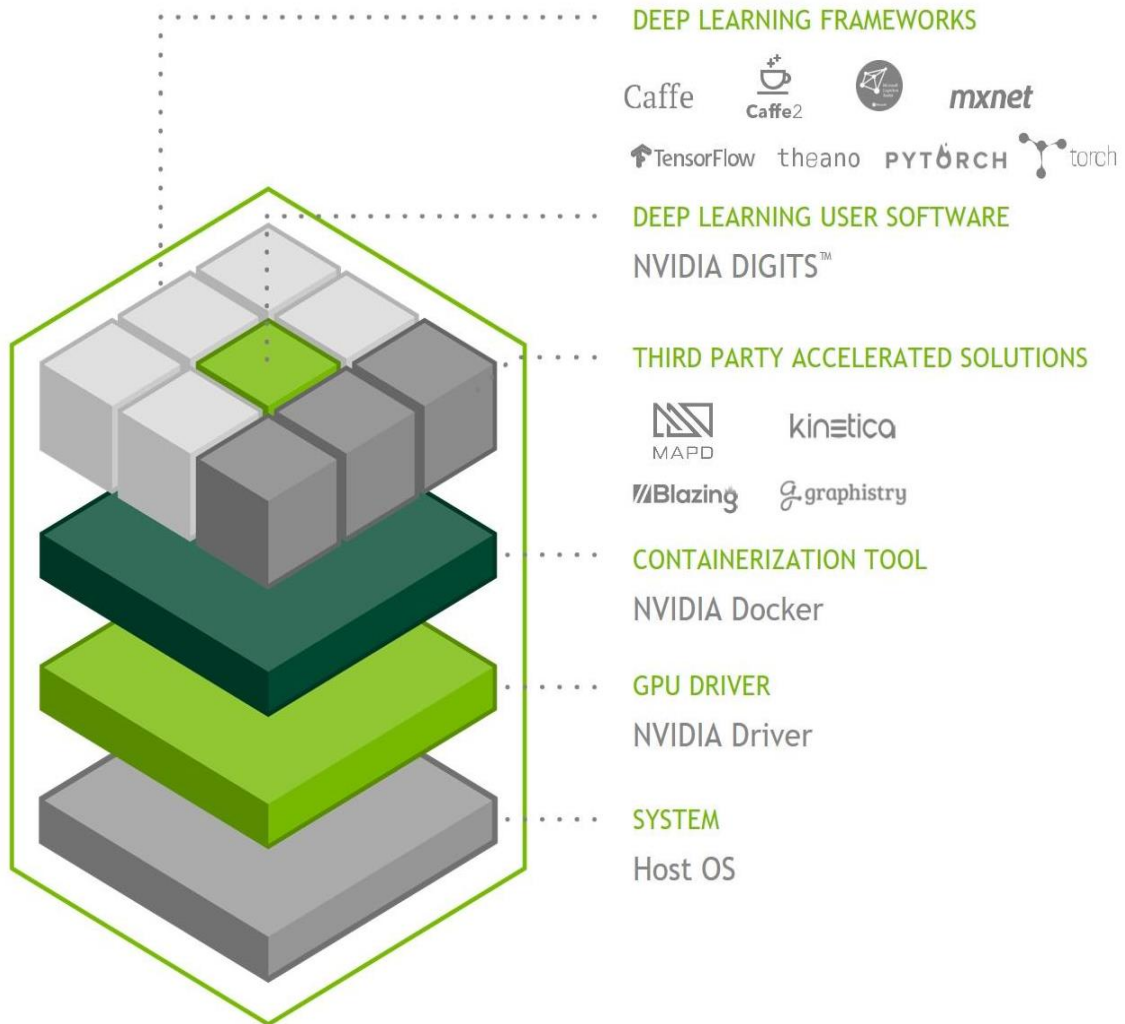 DEEP LEARNING FRAMEWORKS
Caffe Caffe2 mxnet
TensorFlow theano PYTORCH torch
DEEP LEARNING USER SOFTWARE
NVIDIA DIGITS™
THIRD PARTY ACCELERATED SOLUTIONS
MAPD kinetica
Blazing graphistry
CONTAINERIZATION TOOL
NVIDIA Docker
GPU DRIVER
NVIDIA Driver
SYSTEM
Host OS